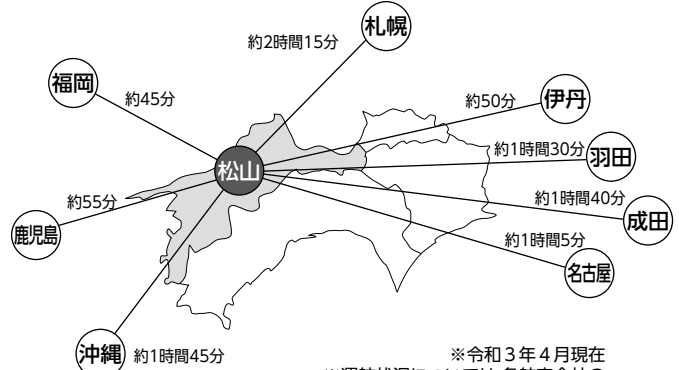 札幌
約2時間15分
福岡
約45分
約50分
伊丹
約1時間30分
羽田
松山
約1時間40分
成田
約55分
鹿児島
約1時間5分
名古屋
沖縄
約1時間45分
※令和3年4月現在